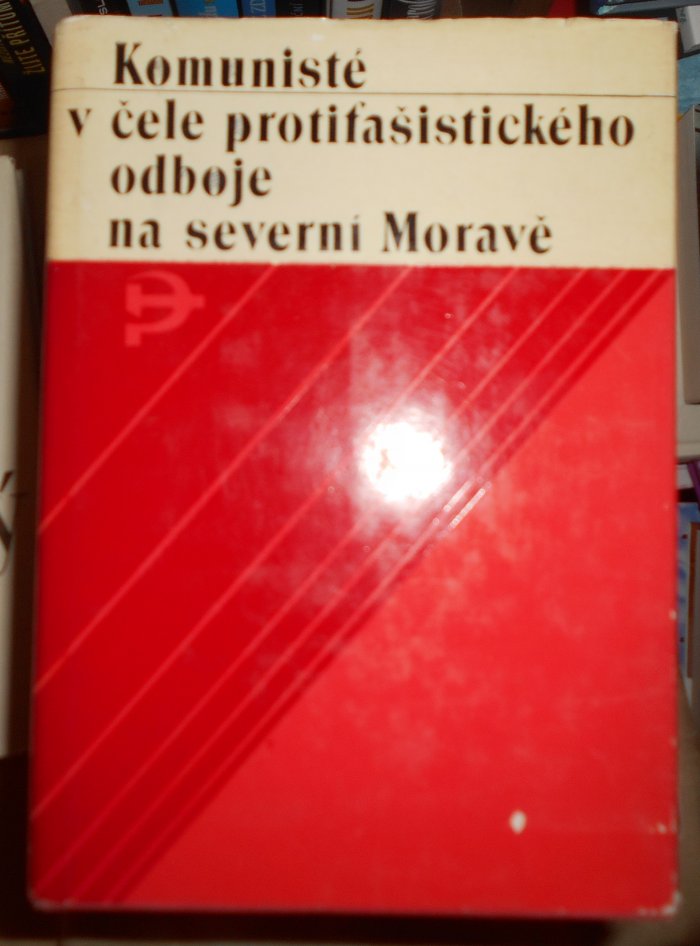 Komunisté
v čele protifašistického
odboje
na severní Moravě